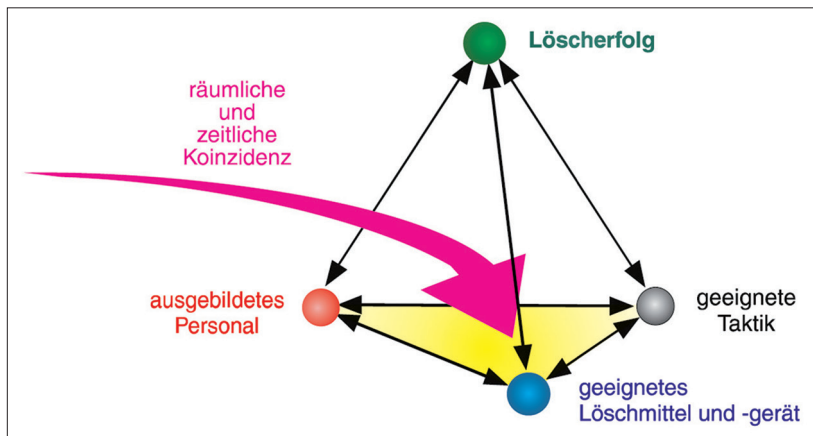 Löscherfolg
räumliche
und
zeitliche
Koinzidenz
ausgebildetes
Personal
geeignete
Taktik
geeignetes
Löschmittel und -gerät